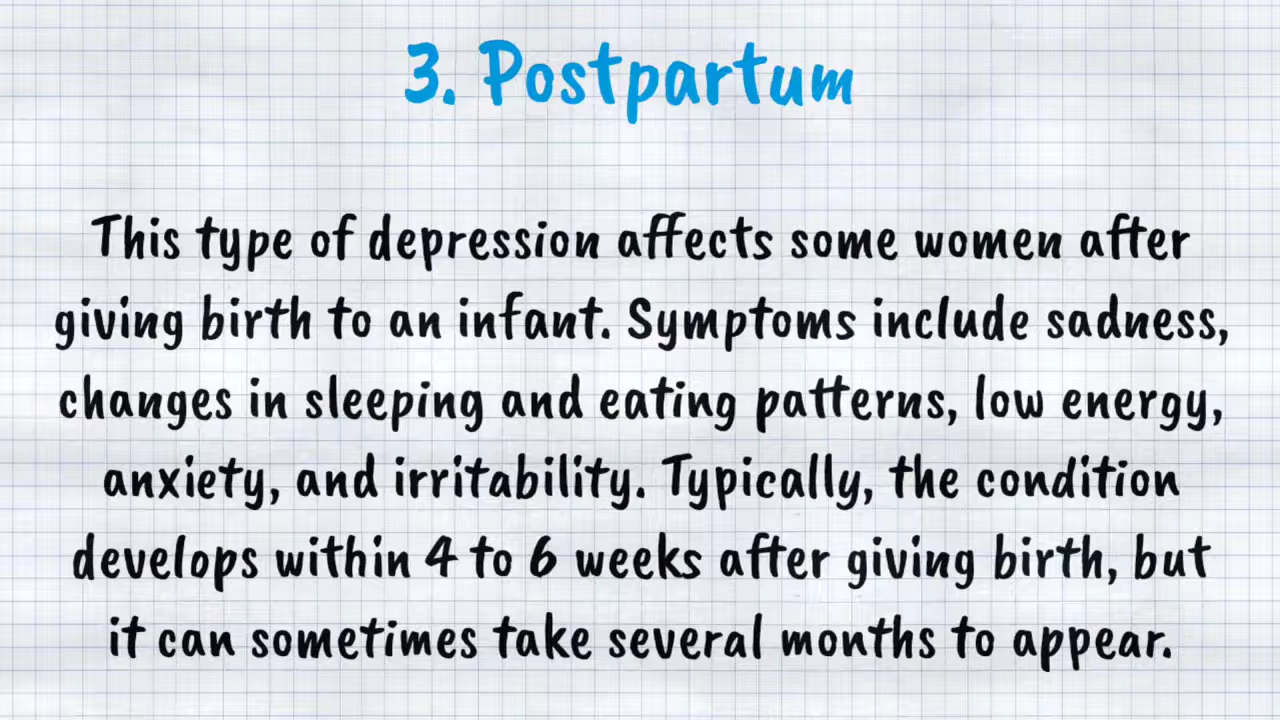 3. Postpartum
This type of depression affects some women after
giving birth to an infant. Symptoms include sadness,
changes in sleeping and eating patterns, low energy,
anxiety, and irritability. Typically, the condition
develops within 4 to 6 weeks after giving birth, but
it can sometimes take several months to appear.